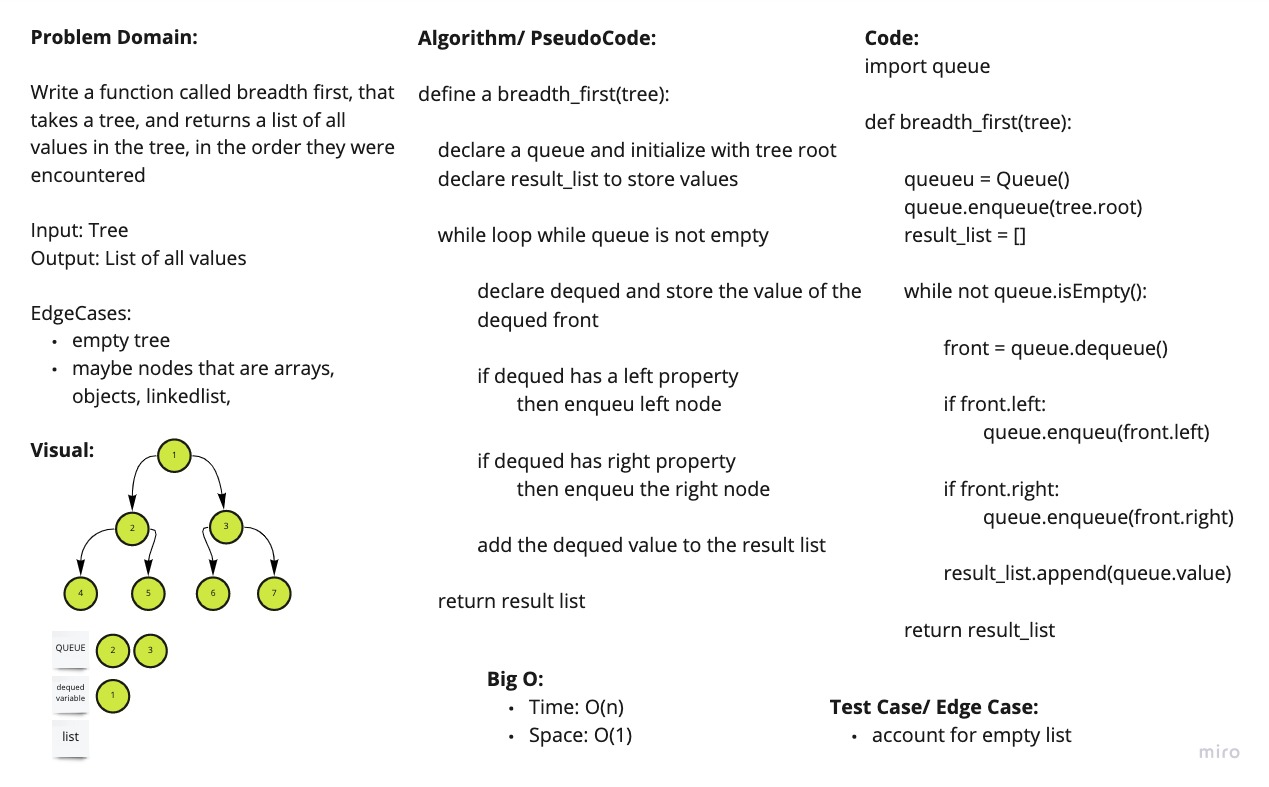 Problem Domain:
Write a function called breadth first, that
takes a tree, and returns a list of all
values in the tree, in the order they were
encountered
Input: Tree
Output: List of all values
EdgeCases:
• empty tree
• maybe nodes that are arrays,
objects, linkedlist,
Visual:
1
2
3
4
5
6
7
QUEUE
2
3
dequed
variable
1
list
Algorithm/ PseudoCode:
define a breadth_first(tree):
declare a queue and initialize with tree root
declare result_list to store values
while loop while queue is not empty
declare dequed and store the value of the
dequed front
if dequed has a left property
then enqueu left node
if dequed has right property
then enqueu the right node
add the dequed value to the result list
return result list
Big O:
• Time: O(n)
• Space: O(1)
Code:
import queue
def breadth_first(tree):
queueu = Queue()
queue.enqueue(tree.root)
result_list = []
while not queue.isEmpty():
front = queue.dequeue()
if front.left:
queue.enqueu(front.left)
if front.right:
queue.enqueue(front.right)
result_list.append(queue.value)
return result_list
Test Case/ Edge Case:
• account for empty list
miro